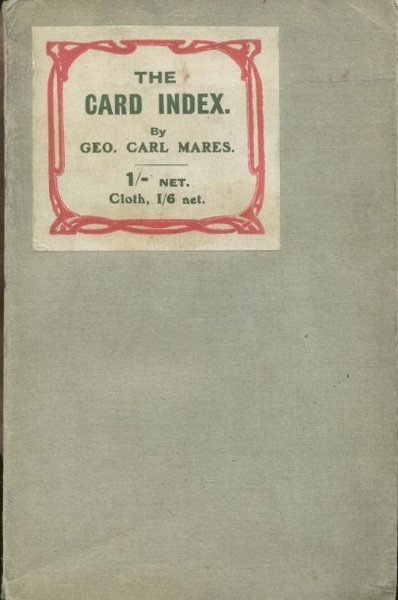 THE
CARD INDEX.
By
GEO. CARL MARES.
1/- NET.
Cloth, 1/6 net.